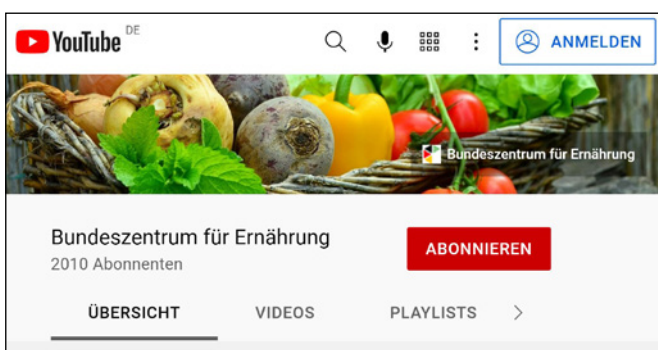 YouTube DE
ANMELDEN
Bundeszentrum für Ernährung
Bundeszentrum für Ernährung
ABONNIEREN
2010 Abonnenten
ÜBERSICHT VIDEOS PLAYLISTS